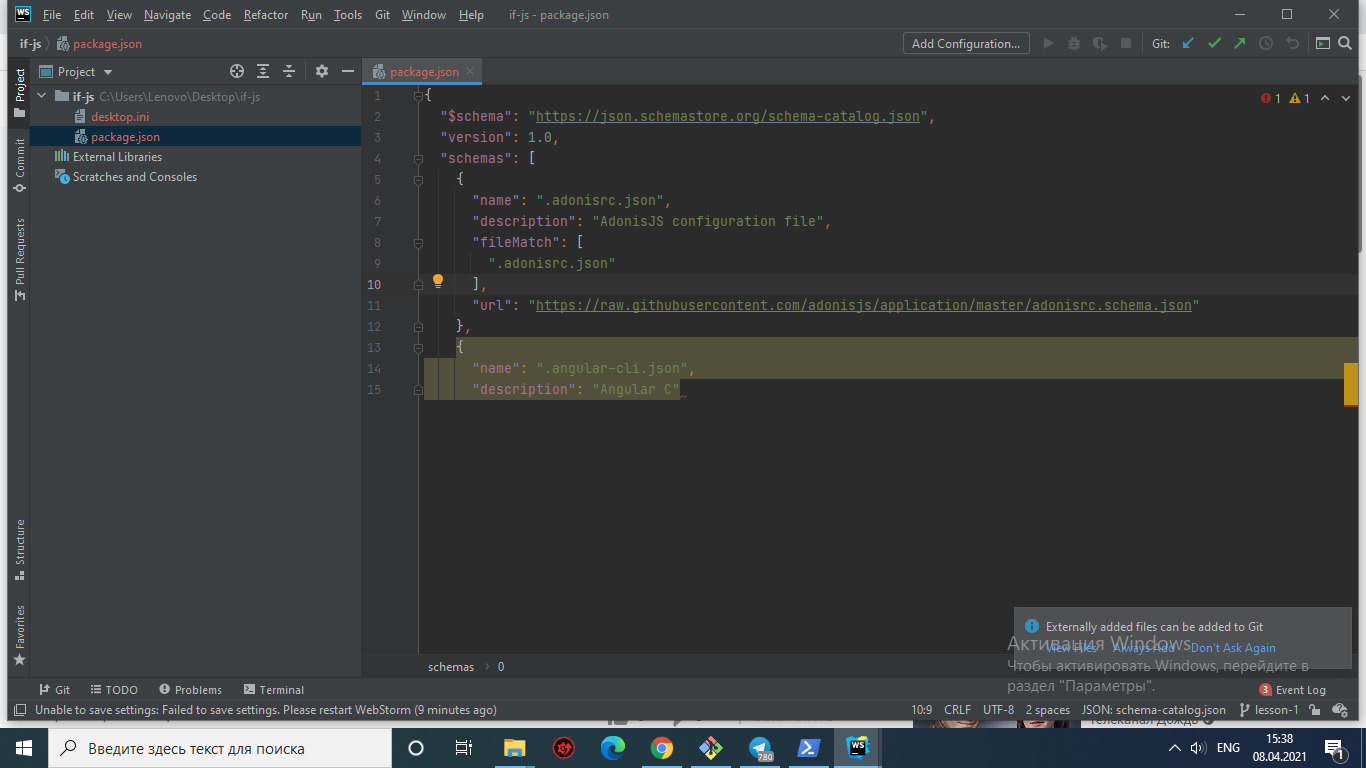 WS File Edit View Navigate Code Refactor Run Tools Git Window Help if-js - package.json
if-js package.json Add Configuration... Git:
Project package.json
if-js C:\Users\Lenovo\Desktop\if-js
desktop.ini
package.json
External Libraries
Scratches and Consoles
Project
Commit
Pull Requests
Structure
Favorites
1 {
2 "$schema": "https://json.schemastore.org/schema-catalog.json",
3 "version": 1.0,
4 "schemas": [
5 {
6 "name": ".adonisrc.json",
7 "description": "AdonisJS configuration file",
8 "fileMatch": [
9 ".adonisrc.json"
10 ],
11 "url": "https://raw.githubusercontent.com/adonisjs/application/master/adonisrc.schema.json"
12 },
13 {
14 "name": ".angular-cli.json",
15 "description": "Angular C"
1 1
Externally added files can be added to Git
View Files Always Add Don't Ask Again
Активация Windows
Чтобы активировать Windows, перейдите в
раздел "Параметры".
schemas 0
Git TODO Problems Terminal 3 Event Log
Unable to save settings: Failed to save settings. Please restart WebStorm (9 minutes ago) 10:9 CRLF UTF-8 2 spaces JSON: schema-catalog.json lesson-1
Телеканал Дождь
Введите здесь текст для поиска 780 WS ENG 15:38
08.04.2021 1